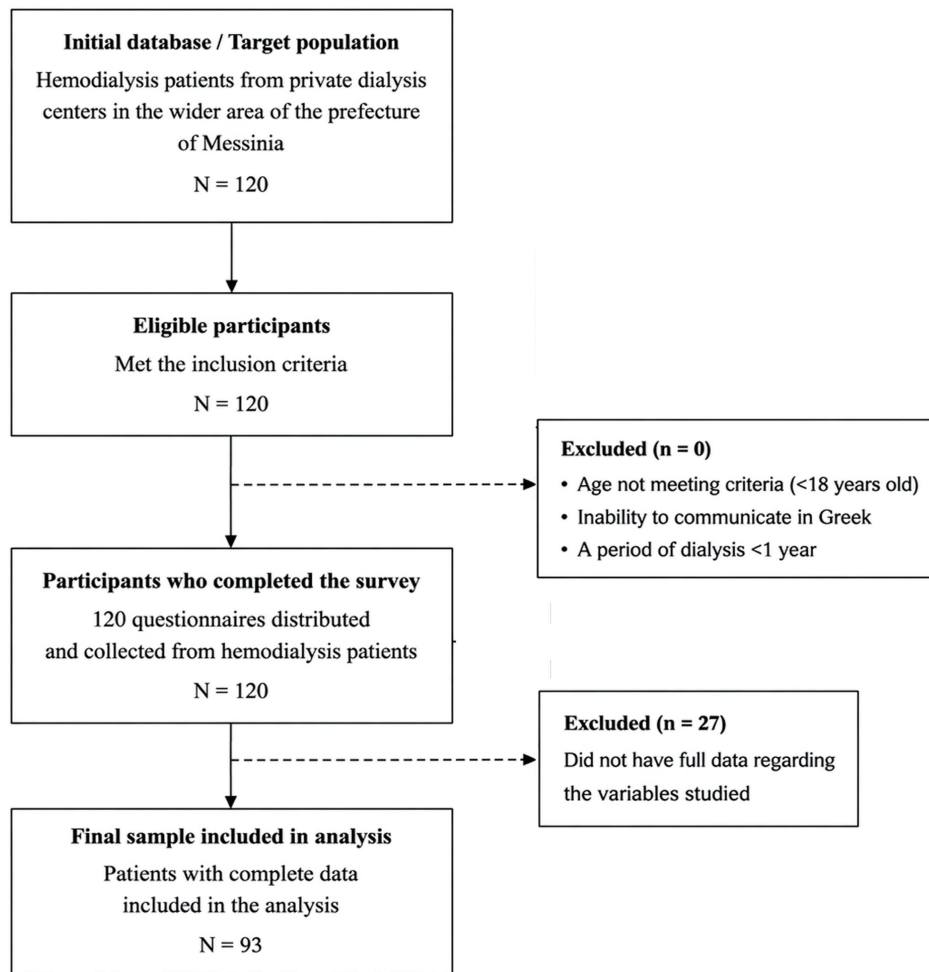 Initial database / Target population
Hemodialysis patients from private dialysis
centers in the wider area of the prefecture
of Messinia
N = 120
Eligible participants
Met the inclusion criteria
N = 120
Excluded (n = 0)
• Age not meeting criteria (<18 years old)
• Inability to communicate in Greek
• A period of dialysis <1 year
Participants who completed the survey
120 questionnaires distributed
and collected from hemodialysis patients
N = 120
Excluded (n = 27)
Did not have full data regarding
the variables studied
Final sample included in analysis
Patients with complete data
included in the analysis
N = 93